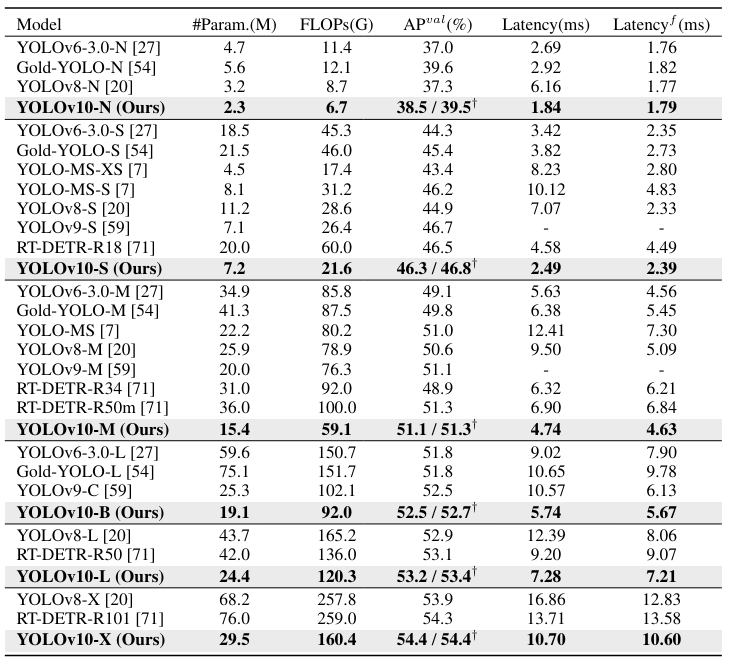 Model #Param.(M) FLOPs(G) APval(%) Latency(ms) Latencyf(ms)
YOLOv6-3.0-N [27] 4.7 11.4 37.0 2.69 1.76
Gold-YOLO-N [54] 5.6 12.1 39.6 2.92 1.82
YOLOv8-N [20] 3.2 8.7 37.3 6.16 1.77
YOLOv10-N (Ours) 2.3 6.7 38.5 / 39.5† 1.84 1.79
YOLOv6-3.0-S [27] 18.5 45.3 44.3 3.42 2.35
Gold-YOLO-S [54] 21.5 46.0 45.4 3.82 2.73
YOLO-MS-XS [7] 4.5 17.4 43.4 8.23 2.80
YOLO-MS-S [7] 8.1 31.2 46.2 10.12 4.83
YOLOv8-S [20] 11.2 28.6 44.9 7.07 2.33
YOLOv9-S [59] 7.1 26.4 46.7 - -
RT-DETR-R18 [71] 20.0 60.0 46.5 4.58 4.49
YOLOv10-S (Ours) 7.2 21.6 46.3 / 46.8† 2.49 2.39
YOLOv6-3.0-M [27] 34.9 85.8 49.1 5.63 4.56
Gold-YOLO-M [54] 41.3 87.5 49.8 6.38 5.45
YOLO-MS [7] 22.2 80.2 51.0 12.41 7.30
YOLOv8-M [20] 25.9 78.9 50.6 9.50 5.09
YOLOv9-M [59] 20.0 76.3 51.1 - -
RT-DETR-R34 [71] 31.0 92.0 48.9 6.32 6.21
RT-DETR-R50m [71] 36.0 100.0 51.3 6.90 6.84
YOLOv10-M (Ours) 15.4 59.1 51.1 / 51.3† 4.74 4.63
YOLOv6-3.0-L [27] 59.6 150.7 51.8 9.02 7.90
Gold-YOLO-L [54] 75.1 151.7 51.8 10.65 9.78
YOLOv9-C [59] 25.3 102.1 52.5 10.57 6.13
YOLOv10-B (Ours) 19.1 92.0 52.5 / 52.7† 5.74 5.67
YOLOv8-L [20] 43.7 165.2 52.9 12.39 8.06
RT-DETR-R50 [71] 42.0 136.0 53.1 9.20 9.07
YOLOv10-L (Ours) 24.4 120.3 53.2 / 53.4† 7.28 7.21
YOLOv8-X [20] 68.2 257.8 53.9 16.86 12.83
RT-DETR-R101 [71] 76.0 259.0 54.3 13.71 13.58
YOLOv10-X (Ours) 29.5 160.4 54.4 / 54.4† 10.70 10.60